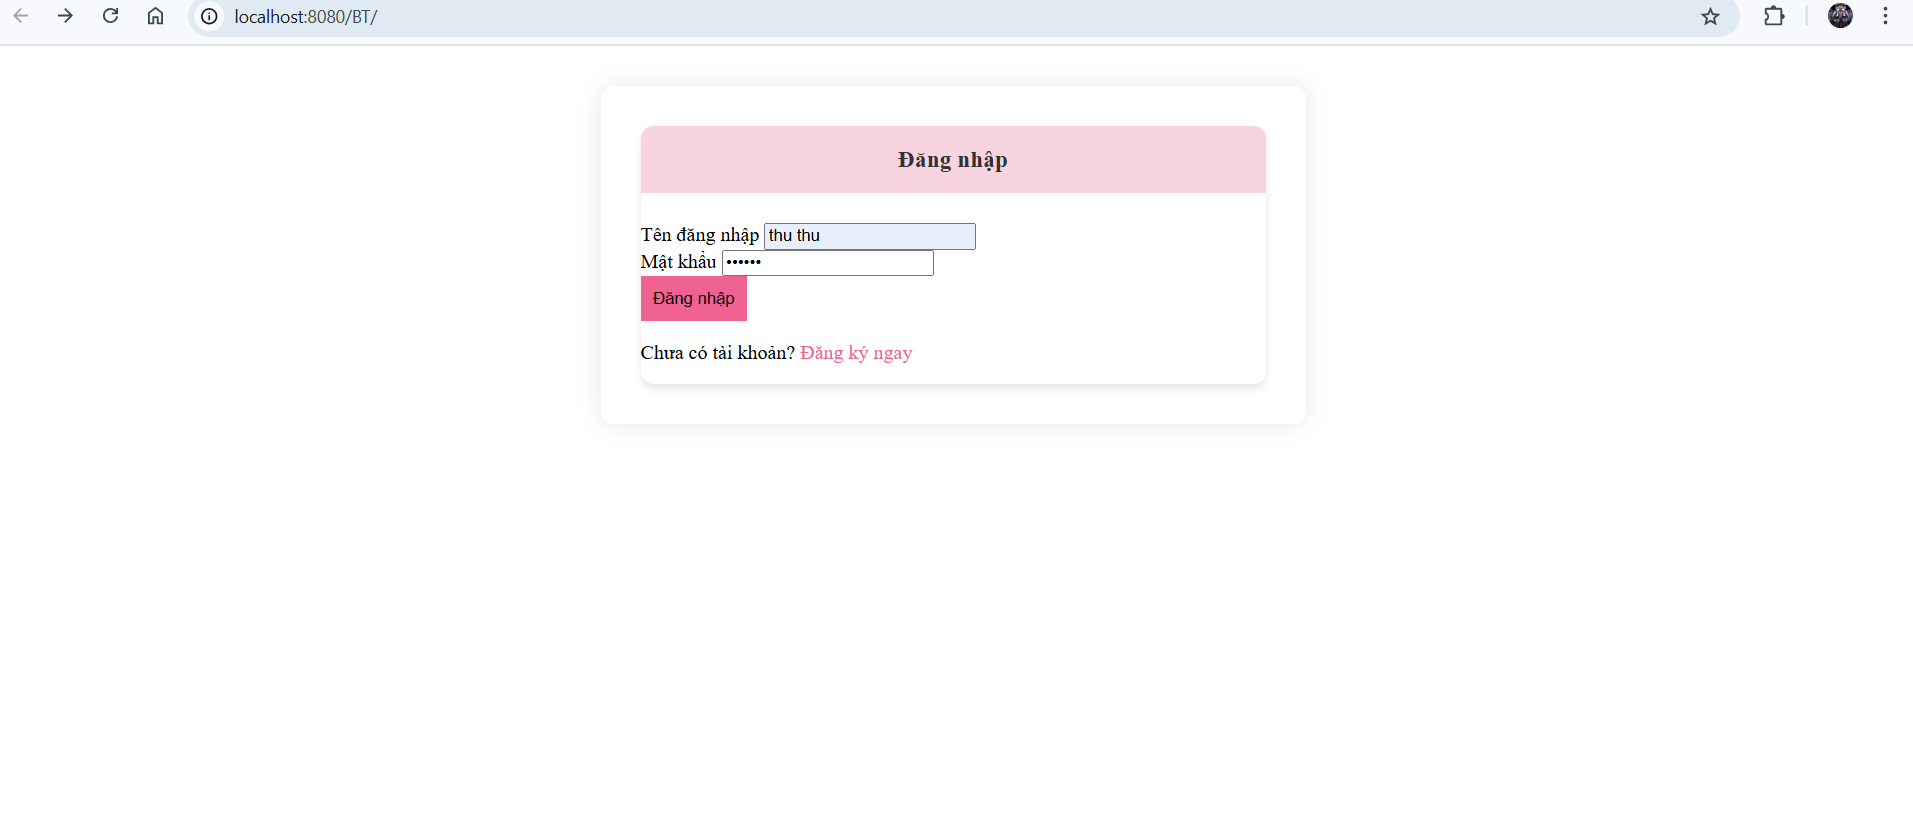 localhost:8080/BT/
Đăng nhập
Tên đăng nhập thu thu
Mật khẩu ••••••
Đăng nhập
Chưa có tài khoản? Đăng ký ngay